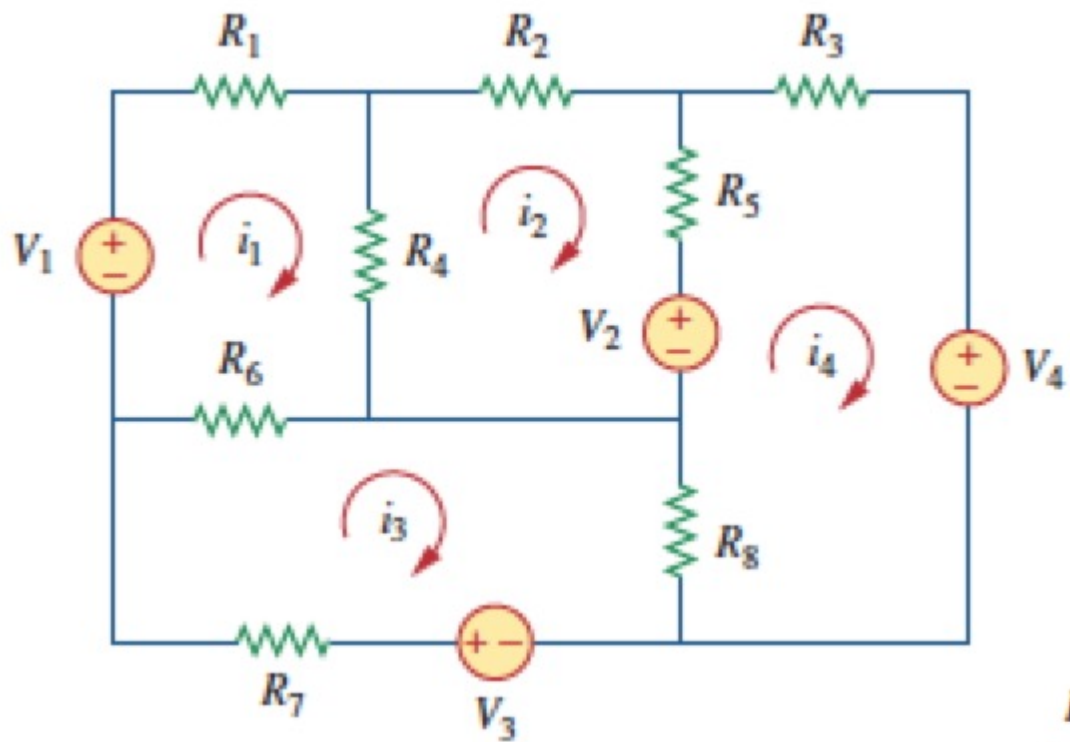 R1 R2 R3
V1 + − i1 R4 i2 R5
V2 + − i4 + − V4
R6
i3 R8
R7 + − V3